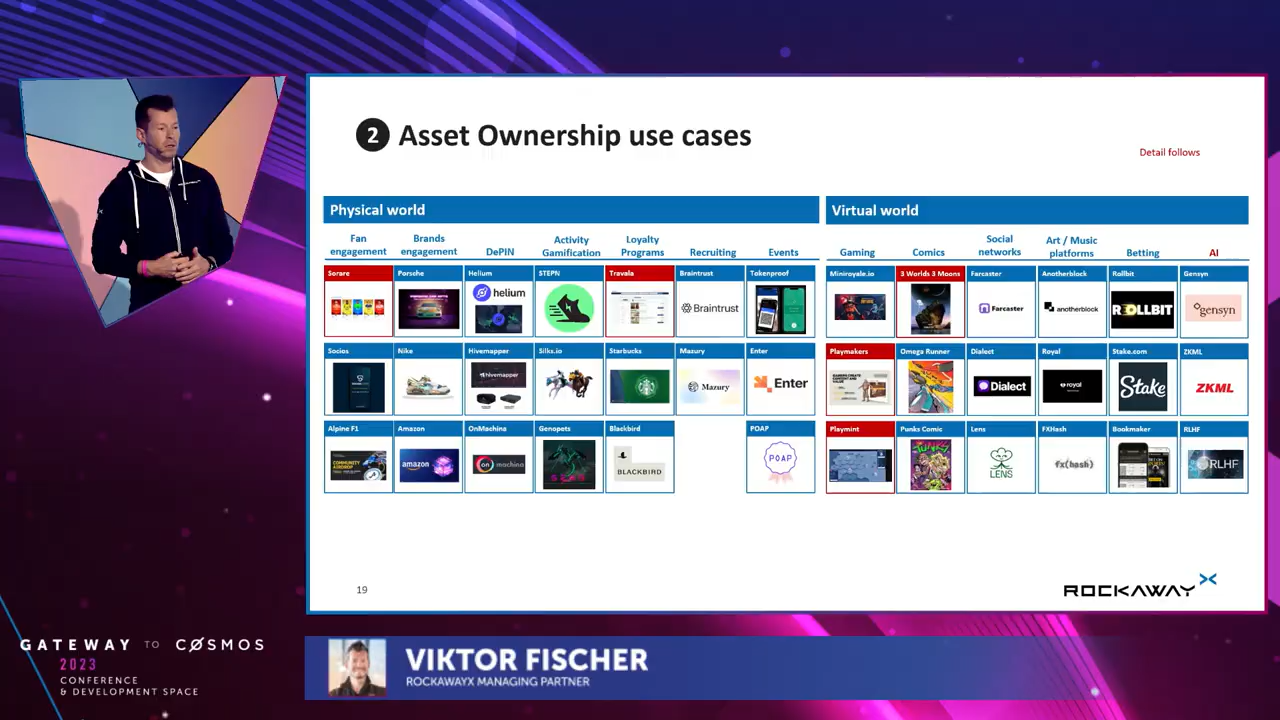 2 Asset Ownership use cases
Detail follows
Physical world
Virtual world
Fan engagement
Brands engagement
DePIN
Activity Gamification
Loyalty Programs
Recruiting
Events
Gaming
Comics
Social networks
Art / Music platforms
Betting
AI
Sorare
Porsche
Helium
STEPN
Travala
Braintrust
Tokenproof
Miniroyale.io
3 Worlds 3 Moons
Farcaster
Anotherblock
Rollbit
Gensyn
helium
Braintrust
Farcaster
anotherblock
ROLLBIT
gensyn
Socios
Nike
Hivemapper
Silks.io
Starbucks
Mazury
Enter
Playmakers
Omega Runner
Dialect
Royal
Stake.com
ZKML
hivemapper
Mazury
Enter
Dialect
royal
Stake
ZKML
Alpine F1
Amazon
OnMachina
Genopets
Blackbird
POAP
Playmint
Punks Comic
Lens
FXHash
Bookmaker
RLHF
COMMUNITY
AIRDROP
amazon
on machina
BLACKBIRD
POAP
PUNKS
LENS
fx(hash)
RLHF
19
ROCKAWAY X
GATEWAY TO COSMOS
2023
CONFERENCE
& DEVELOPMENT SPACE
VIKTOR FISCHER
ROCKAWAYX MANAGING PARTNER